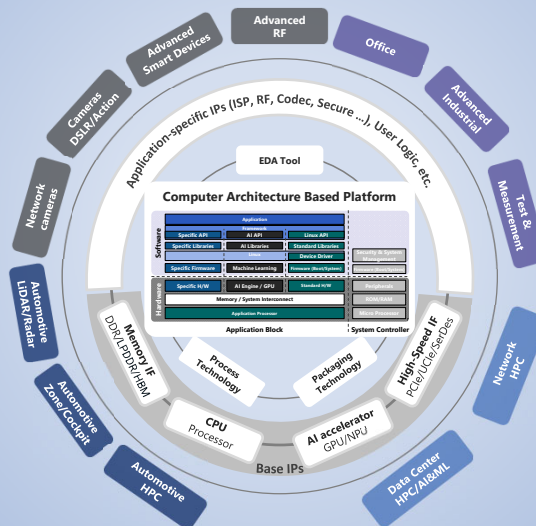 Advanced
RF
Advanced
Smart Devices
Office
Cameras
DSLR/Action
Advanced
Industrial
Network
cameras
Test &
Measurement
Automotive
LiDAR/Radar
Network
HPC
Automotive
Zone/Cockpit
Data Center
HPC/AI&ML
Automotive
HPC
Application-specific IPs (ISP, RF, Codec, Secure ...), User Logic, etc.
EDA Tool
Computer Architecture Based Platform
Software
Application
Framework
Specific API
AI API
Linux API
Specific Libraries
AI Libraries
Standard Libraries
Linux
Device Driver
Security & System
Management
Specific Firmware
Machine Learning
Firmware (Boot/System)
Firmware (Boot/System)
Hardware
Specific H/W
AI Engine / GPU
Standard H/W
Peripherals
Memory / System Interconnect
ROM/RAM
Application Processor
Micro Processor
Application Block
System Controller
Process
Technology
Packaging
Technology
Memory IF
DDR/LPDDR/HBM
High-Speed IF
PCIe/UCIe/SerDes
CPU
Processor
AI accelerator
GPU/NPU
Base IPs